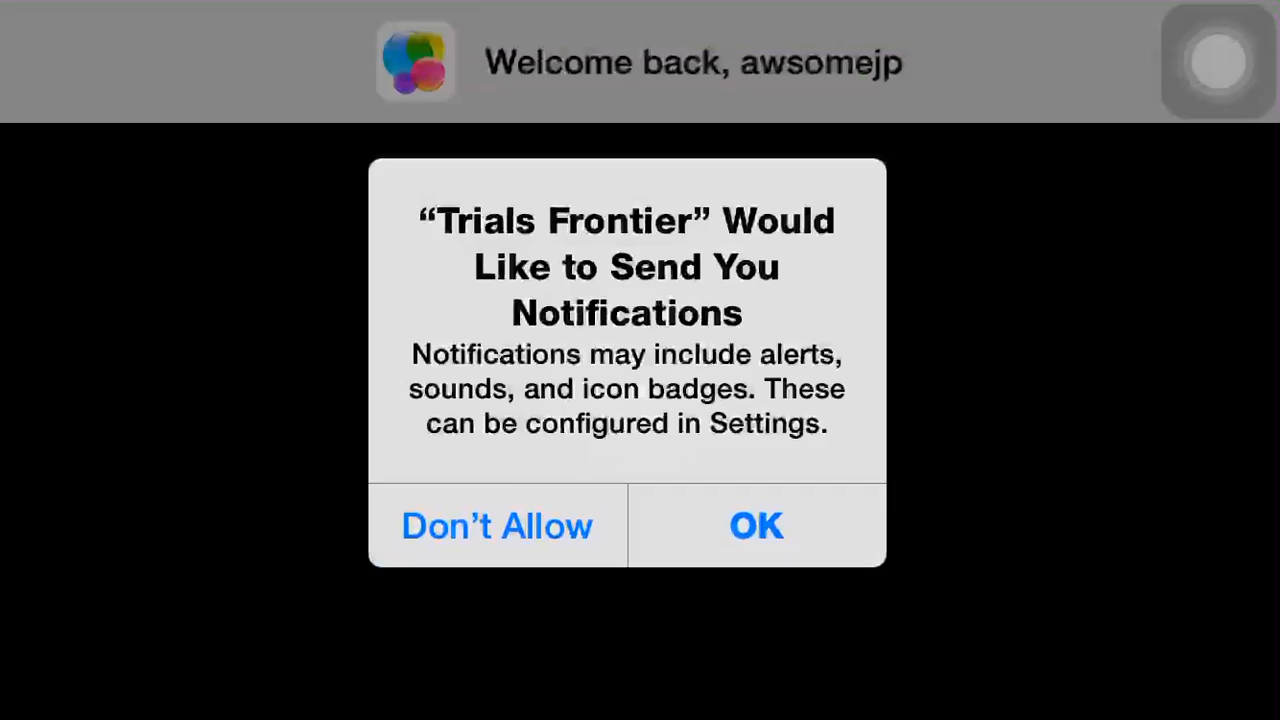 Welcome back, awsomejp
“Trials Frontier” Would
Like to Send You
Notifications
Notifications may include alerts,
sounds, and icon badges. These
can be configured in Settings.
Don’t Allow
OK